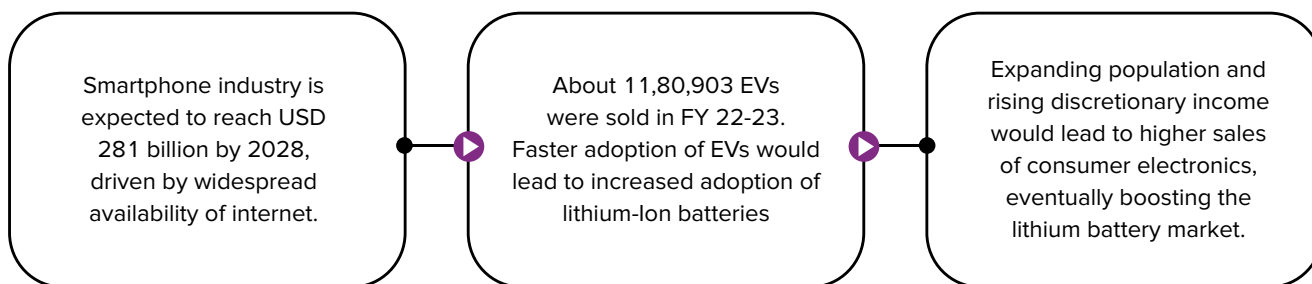 Smartphone industry is
expected to reach USD
281 billion by 2028,
driven by widespread
availability of internet.
About 11,80,903 EVs
were sold in FY 22-23.
Faster adoption of EVs would
lead to increased adoption of
lithium-Ion batteries
Expanding population and
rising discretionary income
would lead to higher sales
of consumer electronics,
eventually boosting the
lithium battery market.